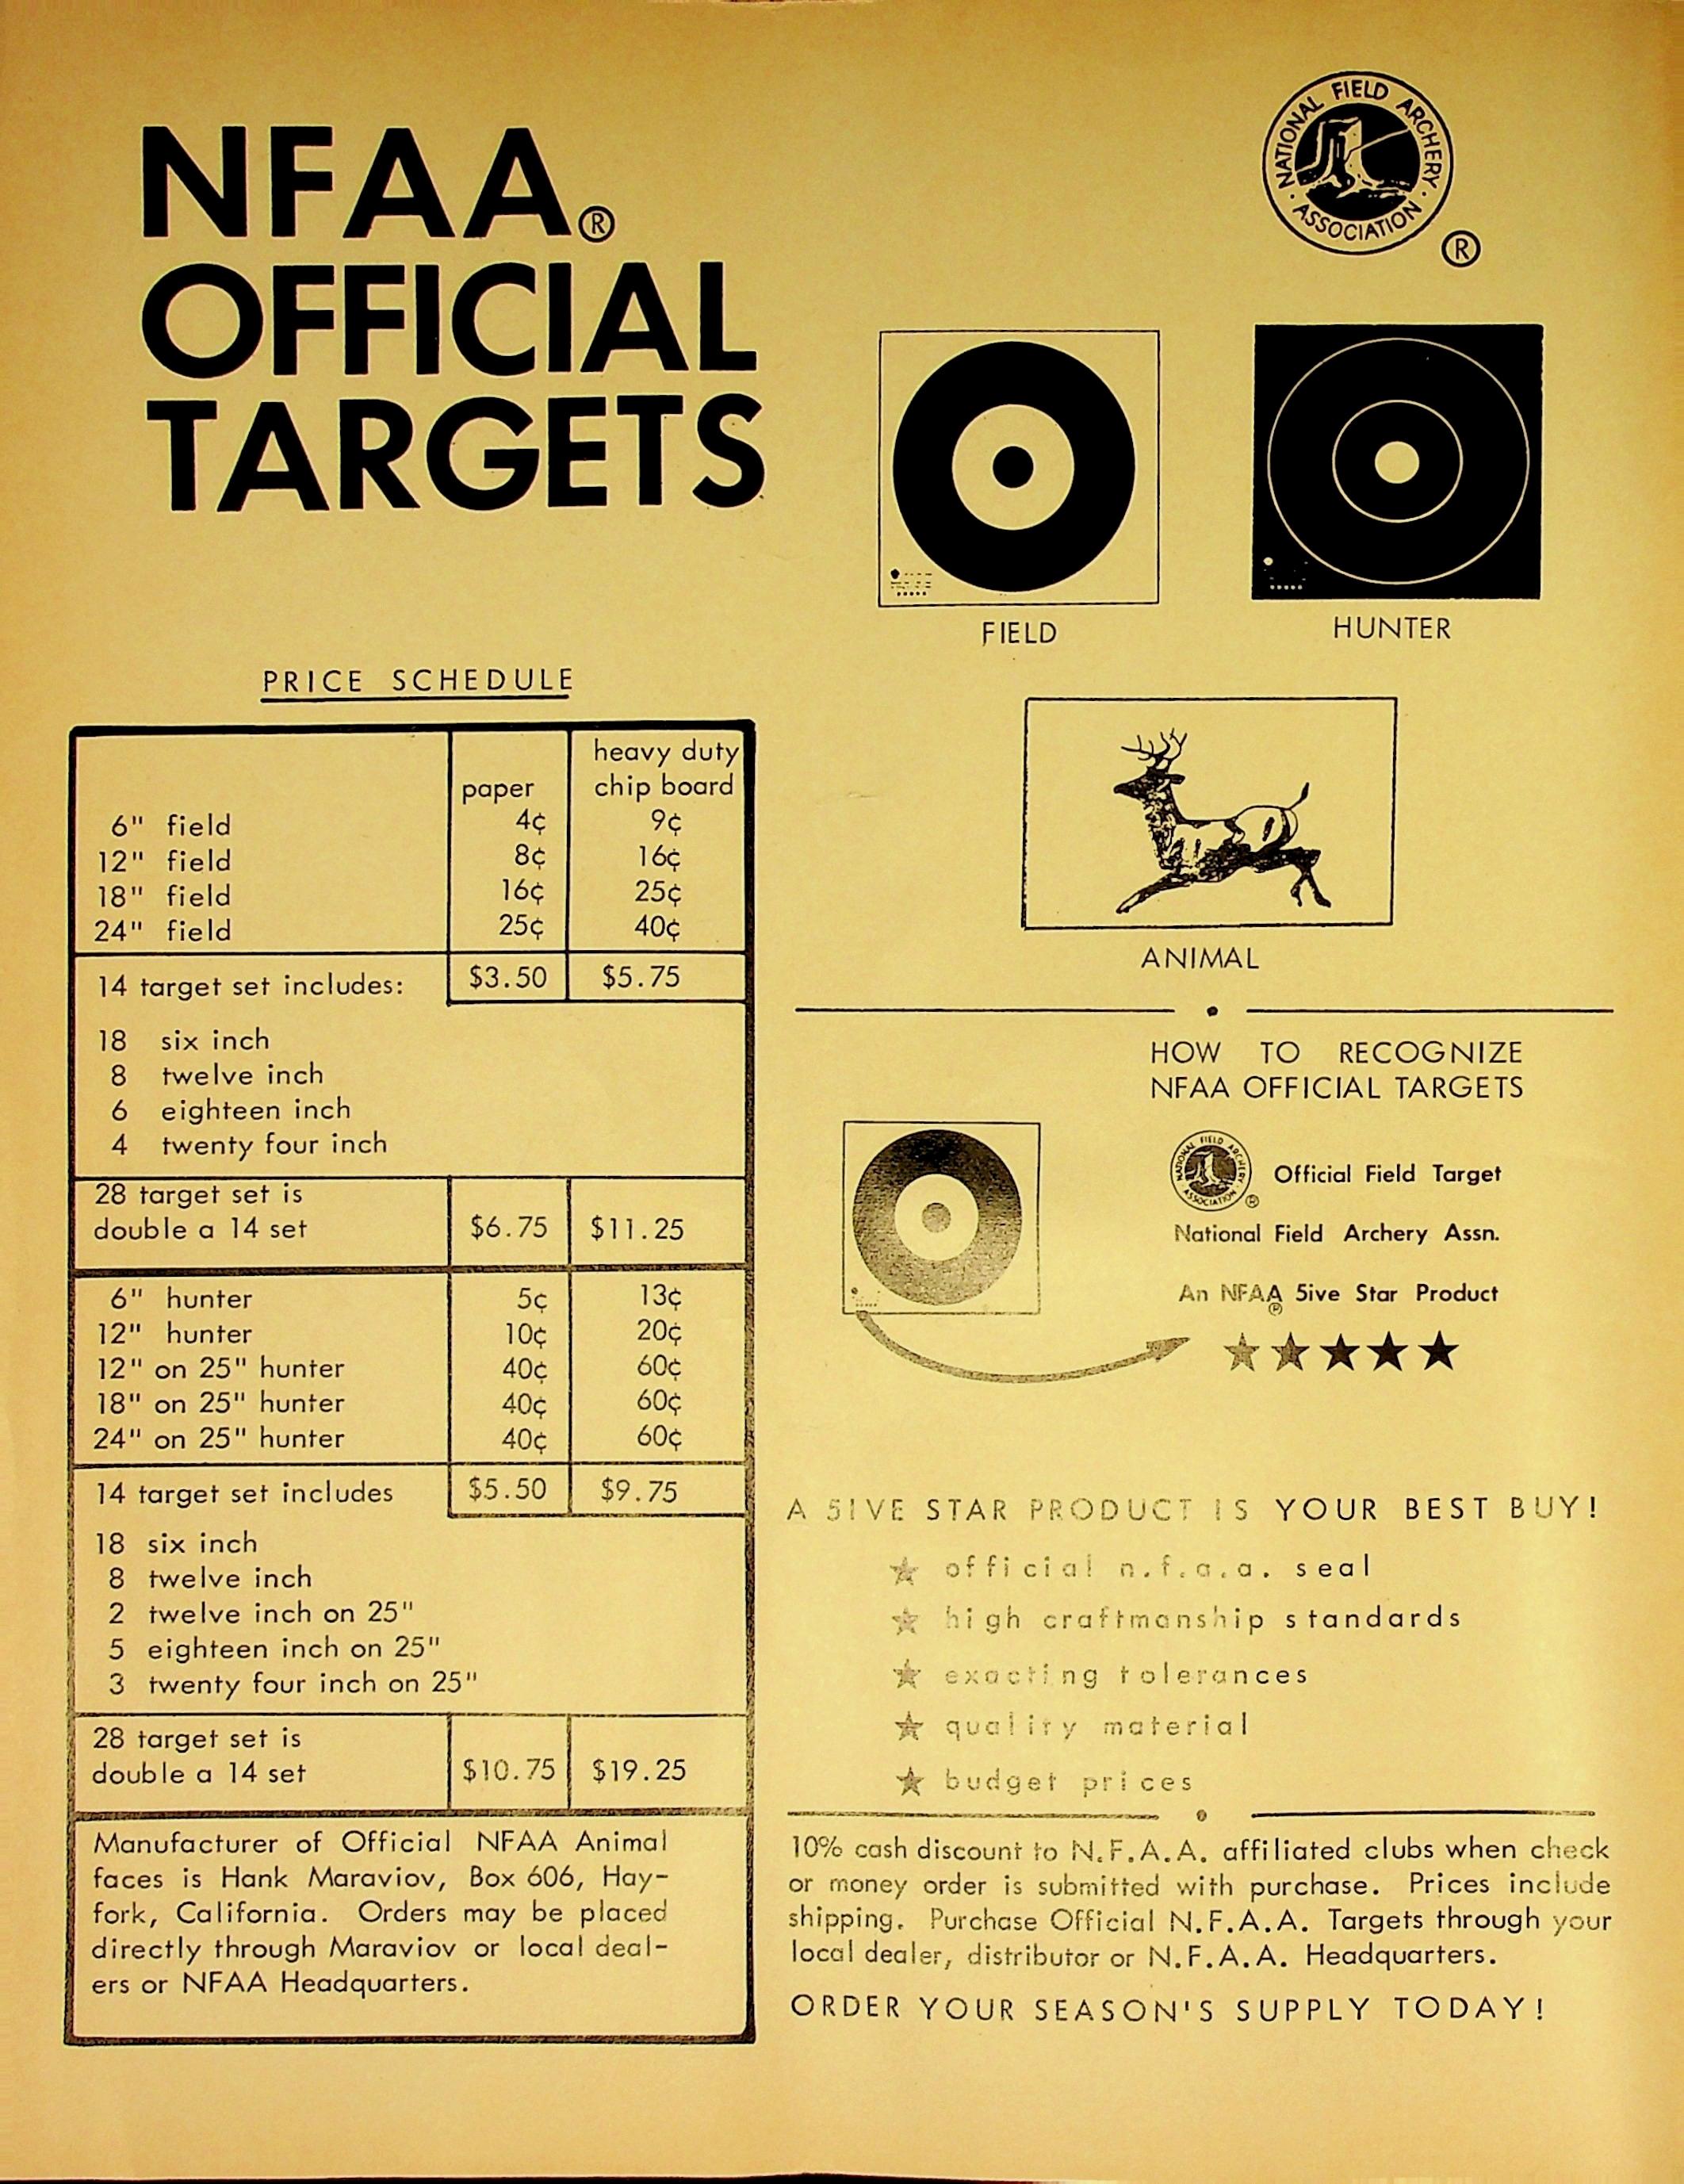 NFAA®
OFFICIAL
TARGETS
NATIONAL FIELD ARCHERY
· ASSOCIATION ·
®
FIELD
HUNTER
ANIMAL
PRICE SCHEDULE
paper heavy duty chip board
6" field 4¢ 9¢
12" field 8¢ 16¢
18" field 16¢ 25¢
24" field 25¢ 40¢
14 target set includes: $3.50 $5.75
18 six inch
8 twelve inch
6 eighteen inch
4 twenty four inch
28 target set is
double a 14 set $6.75 $11.25
6" hunter 5¢ 13¢
12" hunter 10¢ 20¢
12" on 25" hunter 40¢ 60¢
18" on 25" hunter 40¢ 60¢
24" on 25" hunter 40¢ 60¢
14 target set includes $5.50 $9.75
18 six inch
8 twelve inch
2 twelve inch on 25"
5 eighteen inch on 25"
3 twenty four inch on 25"
28 target set is
double a 14 set $10.75 $19.25
Manufacturer of Official NFAA Animal
faces is Hank Maraviov, Box 606, Hay-
fork, California. Orders may be placed
directly through Maraviov or local deal-
ers or NFAA Headquarters.
HOW TO RECOGNIZE
NFAA OFFICIAL TARGETS
NATIONAL FIELD ARCHERY
ASSOCIATION
®
Official Field Target
National Field Archery Assn.
An NFAA® 5ive Star Product
A 5IVE STAR PRODUCT IS YOUR BEST BUY!
official n.f.a.a. seal
high craftmanship standards
exacting tolerances
quality material
budget prices
10% cash discount to N.F.A.A. affiliated clubs when check
or money order is submitted with purchase. Prices include
shipping. Purchase Official N.F.A.A. Targets through your
local dealer, distributor or N.F.A.A. Headquarters.
ORDER YOUR SEASON'S SUPPLY TODAY!